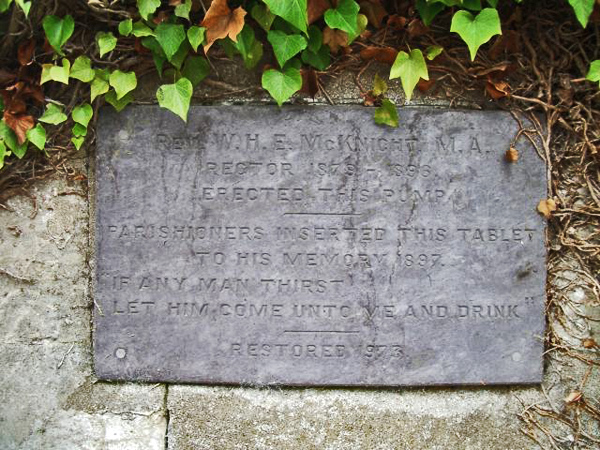 REV. W.H.E. McKNIGHT, M.A.
RECTOR 1879 - 1896
ERECTED THIS PUMP
PARISHIONERS INSERTED THIS TABLET
TO HIS MEMORY 1897.
IF ANY MAN THIRST
LET HIM COME UNTO ME AND DRINK"
RESTORED 1973.